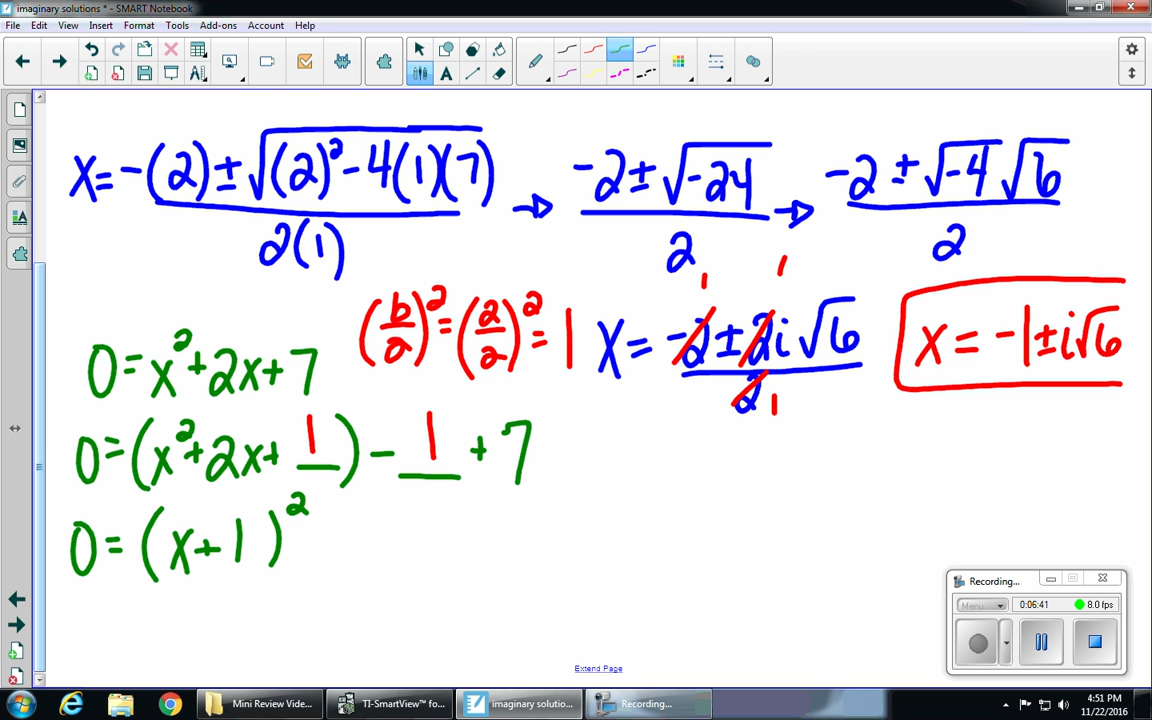 imaginary solutions * - SMART Notebook
File Edit View Insert Format Tools Add-ons Account Help
x = -(2) ± √(2)² - 4(1)(7) / 2(1) → -2 ± √-24 / 2 → -2 ± √-4 √6 / 2
(b/2)² = (2/2)² = 1
x = -2 ± 2i √6 / 2
1 1
1
x = -1 ± i√6
0 = x² + 2x + 7
0 = (x² + 2x + 1) - 1 + 7
0 = (x + 1)²
Extend Page
Recording...
Menu 0:06:41 8.0 fps
Mini Review Vide...
TI-SmartView™ fo...
imaginary solutio...
Recording...
4:51 PM
11/22/2016